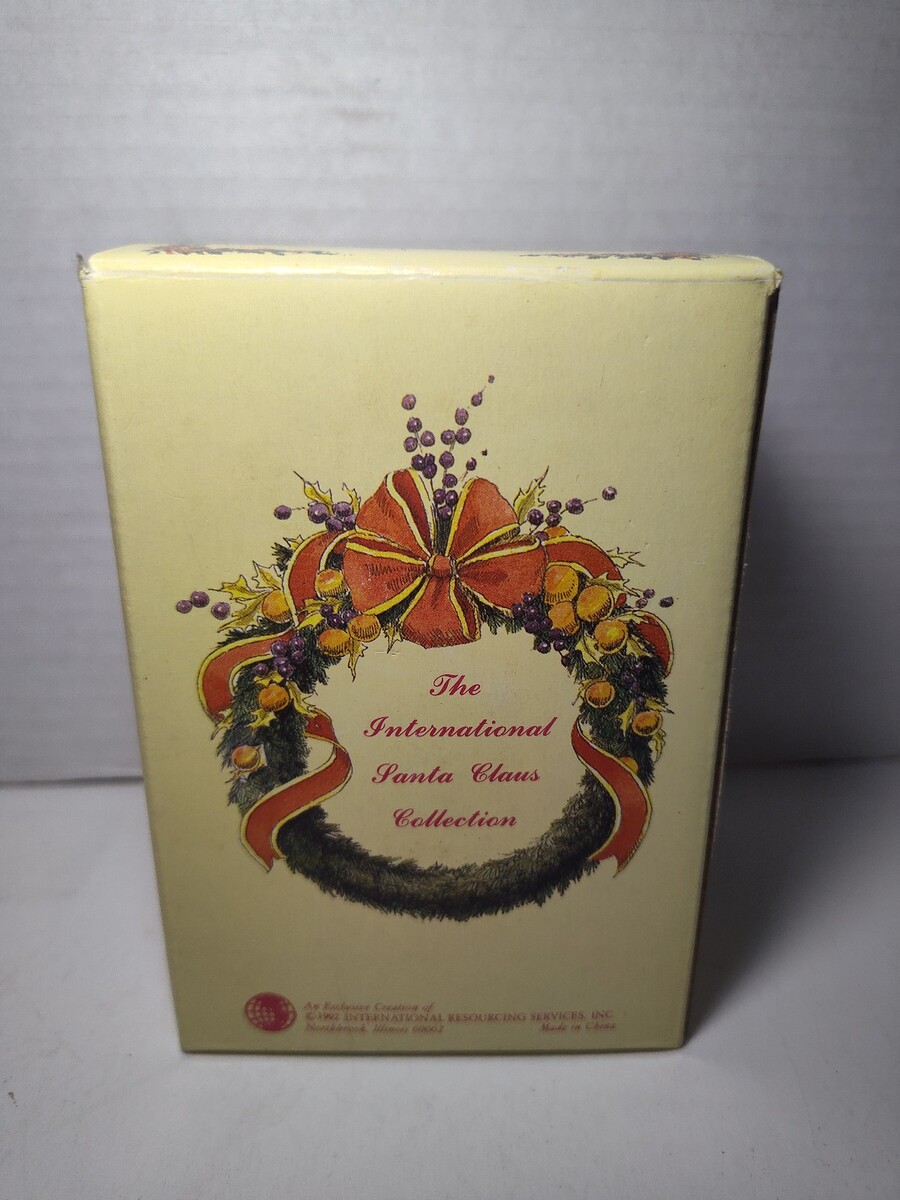 The
International
Santa Claus
Collection
An Exclusive Creation of
©1992 INTERNATIONAL RESOURCING SERVICES, INC.
Northbrook, Illinois 60062
Made in China